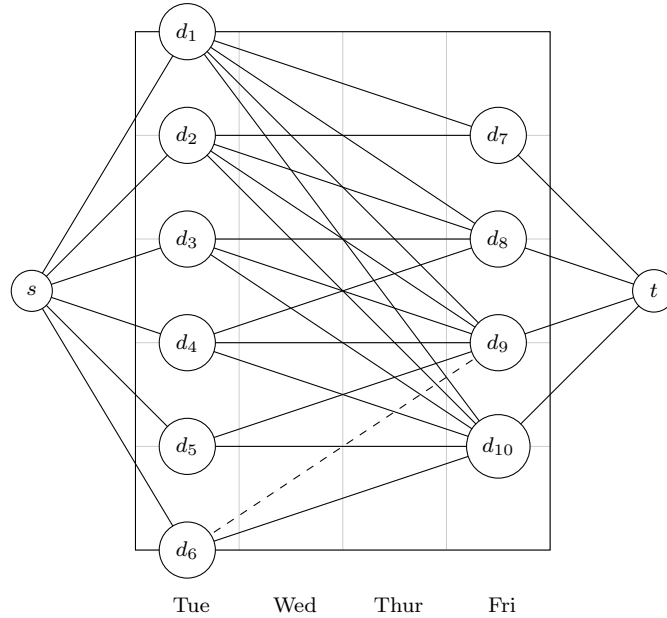 d₁
d₂
d₇
d₃
d₈
s
t
d₄
d₉
d₅
d₁₀
d₆
Tue Wed Thur Fri